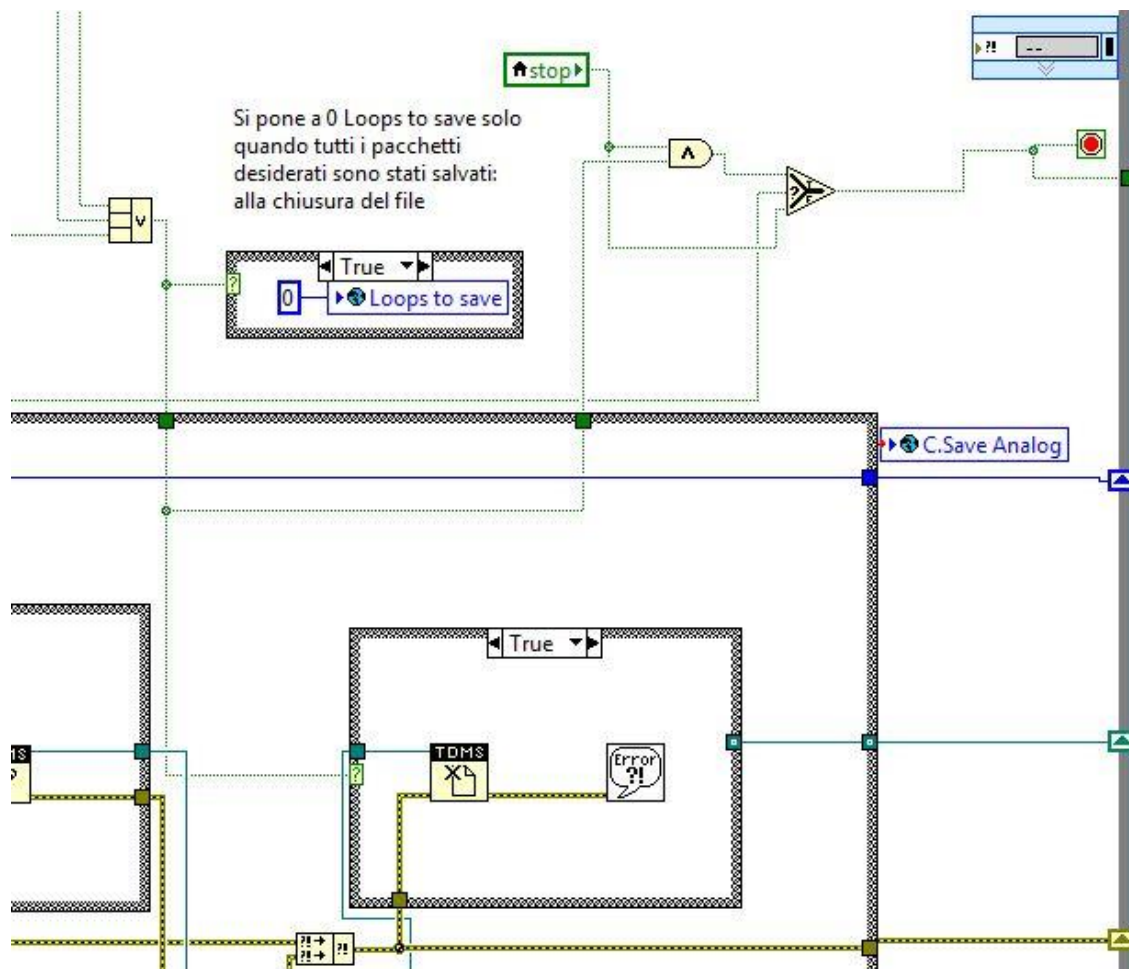 ?! --
stop
Si pone a 0 Loops to save solo
quando tutti i pacchetti
desiderati sono stati salvati:
alla chiusura del file
Λ
V
? T F
True
?
0 Loops to save
C.Save Analog
True
TDMS
Error
?!
?
?! ?! ?!